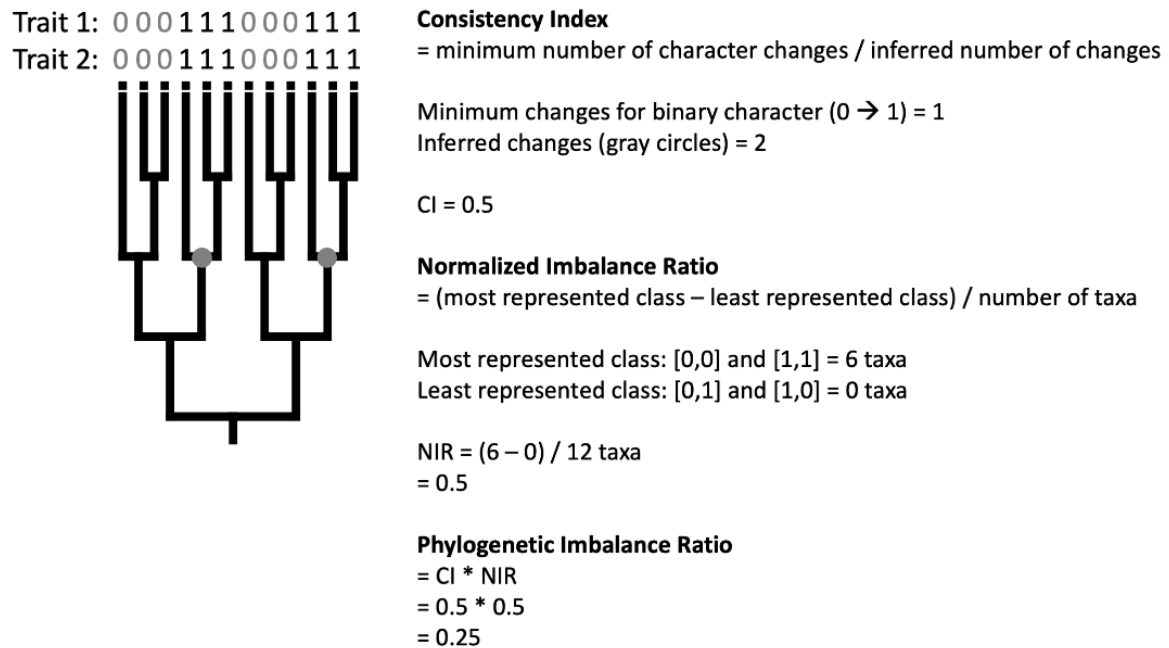 Trait 1: 0 0 0 1 1 1 0 0 0 1 1 1
Trait 2: 0 0 0 1 1 1 0 0 0 1 1 1
Consistency Index
= minimum number of character changes / inferred number of changes
Minimum changes for binary character (0 → 1) = 1
Inferred changes (gray circles) = 2
CI = 0.5
Normalized Imbalance Ratio
= (most represented class – least represented class) / number of taxa
Most represented class: [0,0] and [1,1] = 6 taxa
Least represented class: [0,1] and [1,0] = 0 taxa
NIR = (6 – 0) / 12 taxa
= 0.5
Phylogenetic Imbalance Ratio
= CI * NIR
= 0.5 * 0.5
= 0.25